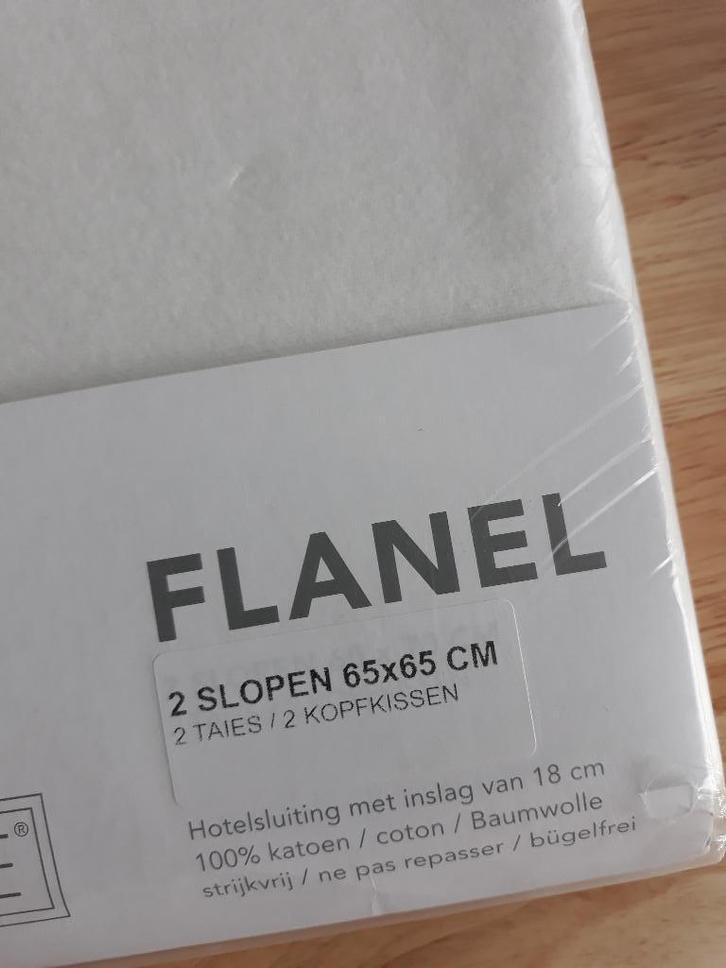 FLANEL
2 SLOPEN 65x65 CM
2 TAIES / 2 KOPFKISSEN
Hotelsluiting met inslag van 18 cm
100% katoen / coton / Baumwolle
strijkvrij / ne pas repasser / bügelfrei
E®